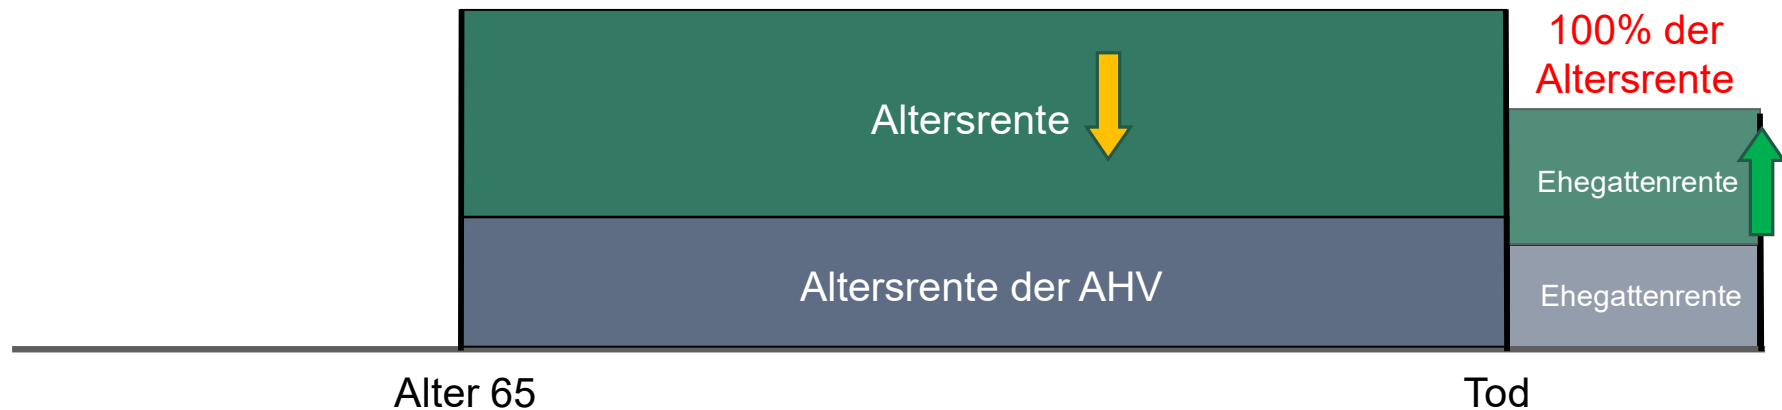 100% der
Altersrente
Altersrente
Ehegattenrente
Altersrente der AHV
Ehegattenrente
Alter 65
Tod